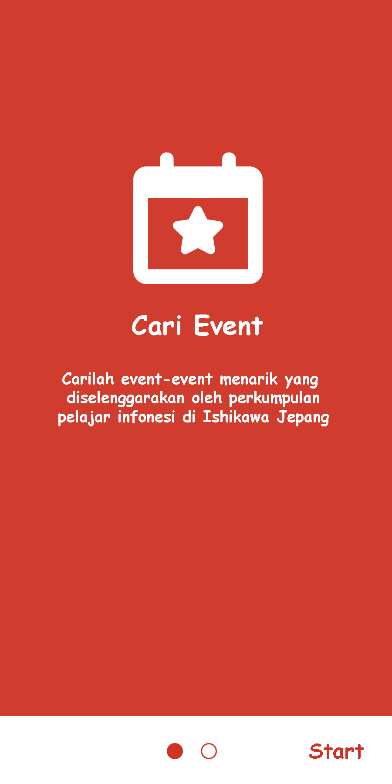 Cari Event
Carilah event-event menarik yang
diselenggarakan oleh perkumpulan
pelajar infonesi di Ishikawa Jepang
Start